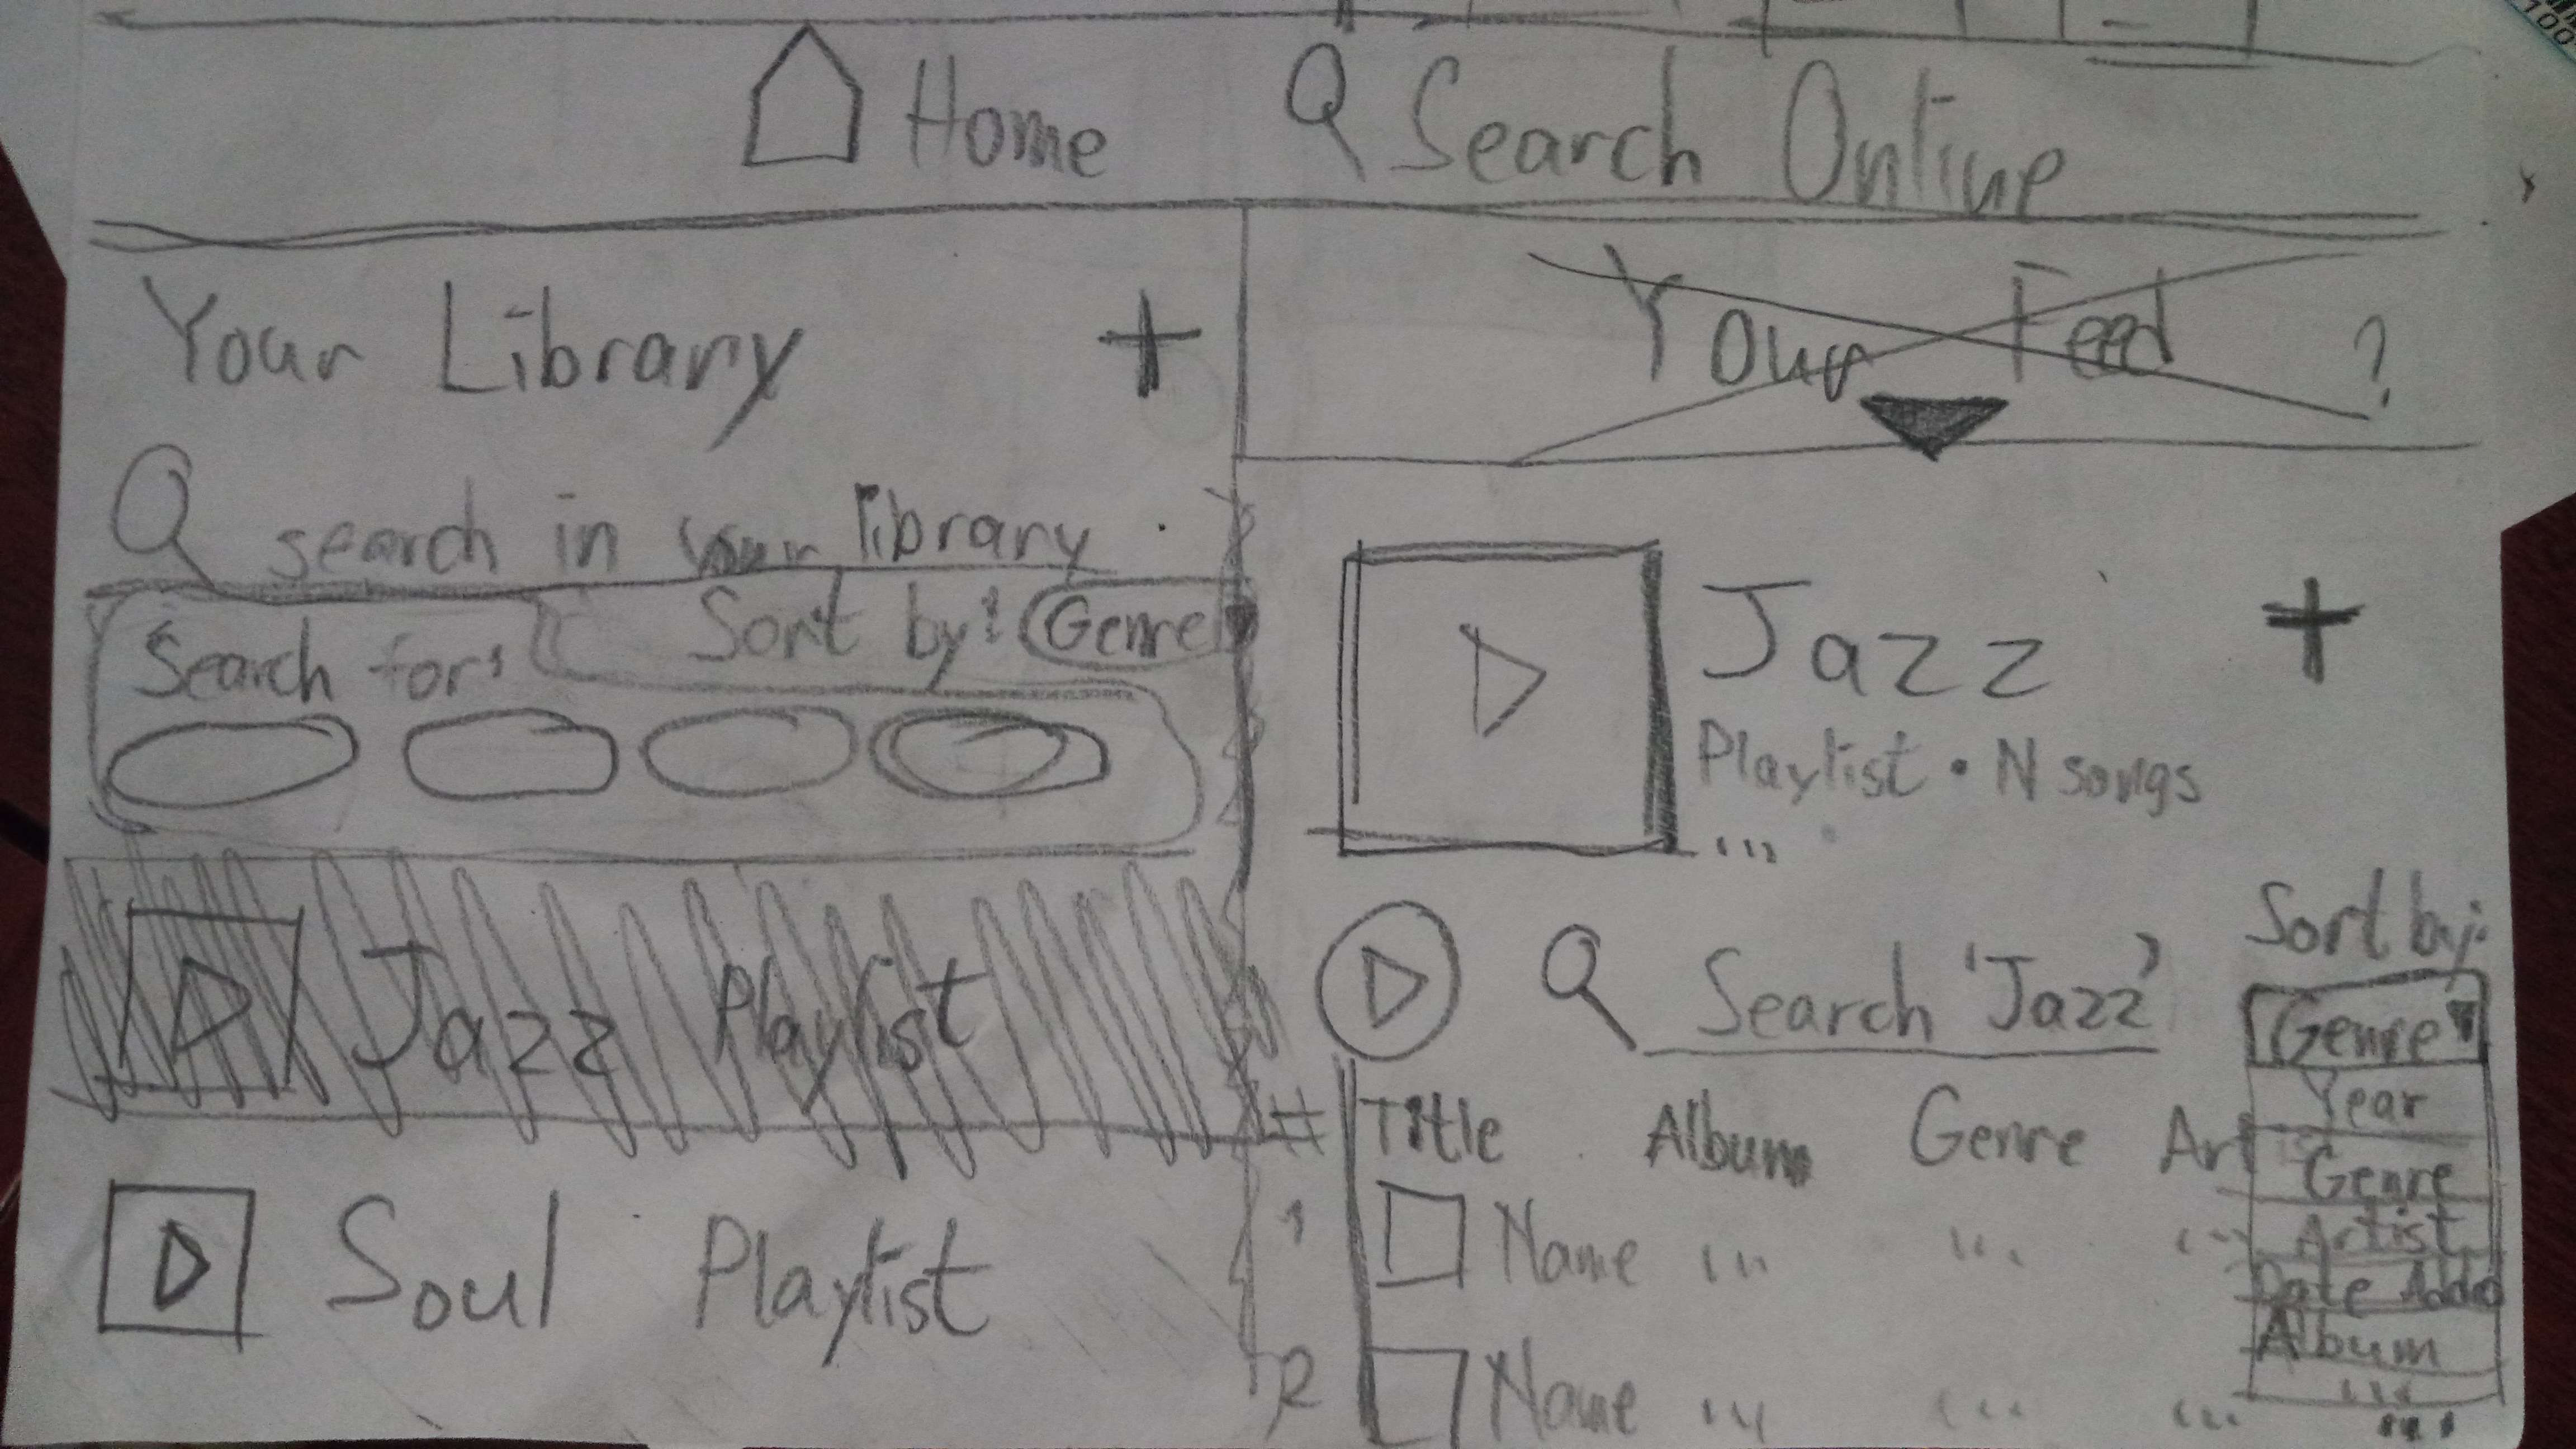 Home Search Online
Your Library +
Your Feed ?
search in your library
Search for:
Sort by: Genre
Jazz +
Playlist • N songs
...
Jazz Playlist
Soul Playlist
Search 'Jazz'
Sort by:
Genre
Year
Genre
Artist
Date Added
Album
...
# Title Album Genre Art
1 Name ... ... ...
2 Name ... ... ... ...
100